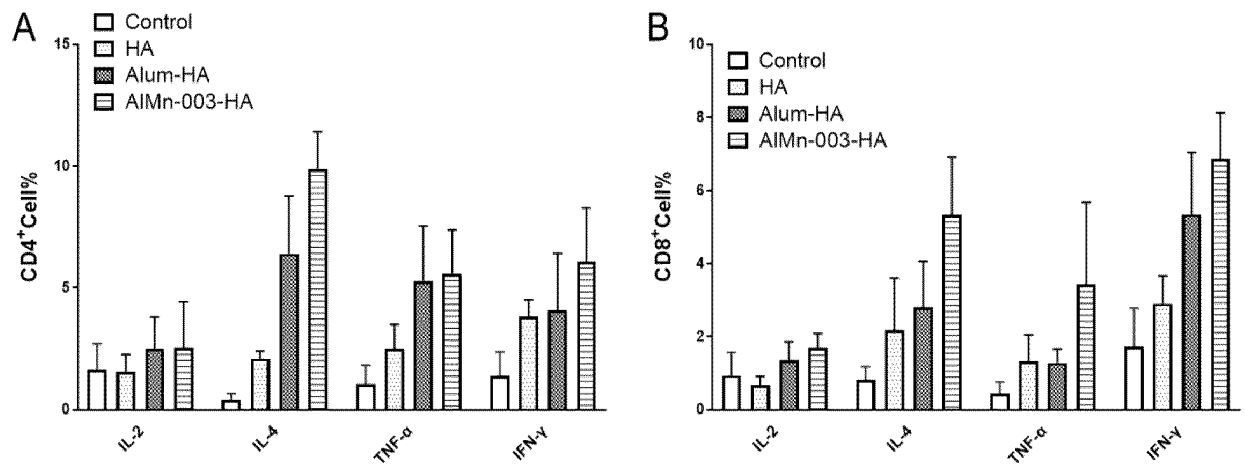 A
Control
HA
Alum-HA
AlMn-003-HA
15
10
5
0
CD4+Cell%
IL-2
IL-4
TNF-α
IFN-γ
B
Control
HA
Alum-HA
AlMn-003-HA
10
8
6
4
2
0
CD8+Cell%
IL-2
IL-4
TNF-α
IFN-γ